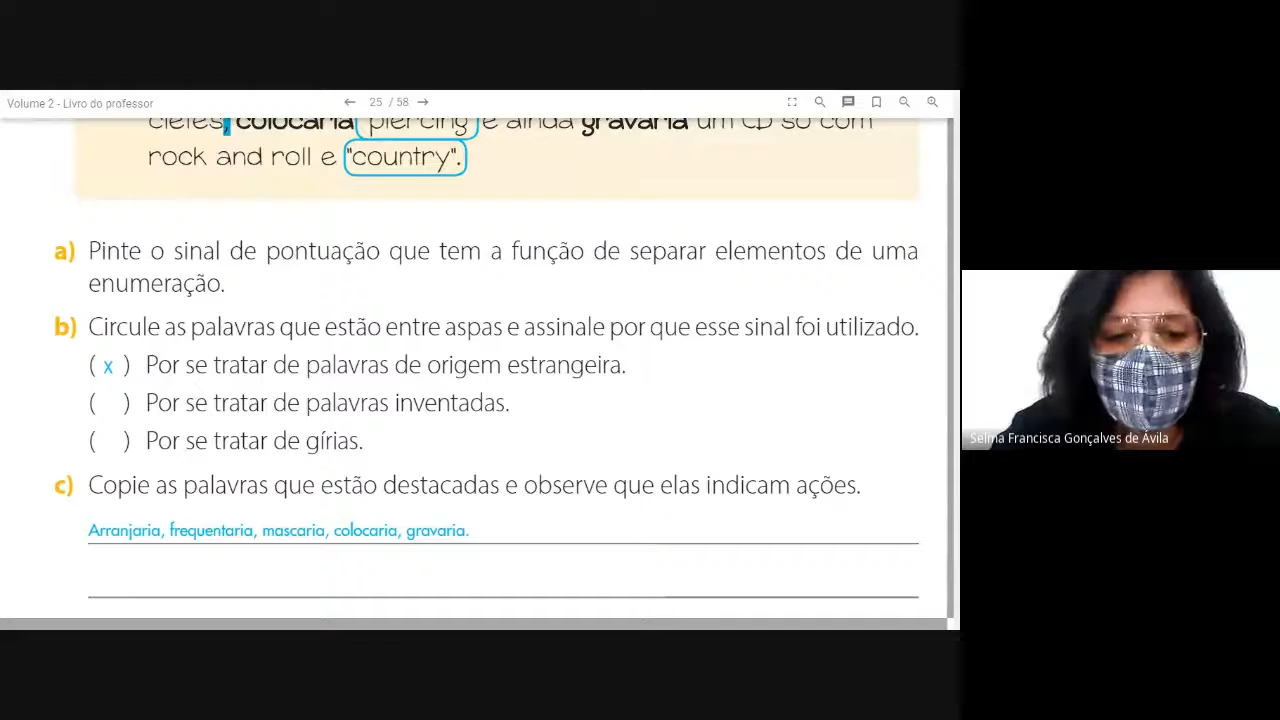 Volume 2 - Livro do professor
25 / 58
cletes, colocaria "piercing" e ainda gravaria um CD só com
rock and roll e "country".
a) Pinte o sinal de pontuação que tem a função de separar elementos de uma
enumeração.
b) Circule as palavras que estão entre aspas e assinale por que esse sinal foi utilizado.
( x ) Por se tratar de palavras de origem estrangeira.
( ) Por se tratar de palavras inventadas.
( ) Por se tratar de gírias.
c) Copie as palavras que estão destacadas e observe que elas indicam ações.
Arranjaria, frequentaria, mascaria, colocaria, gravaria.
Selma Francisca Gonçalves de Ávila